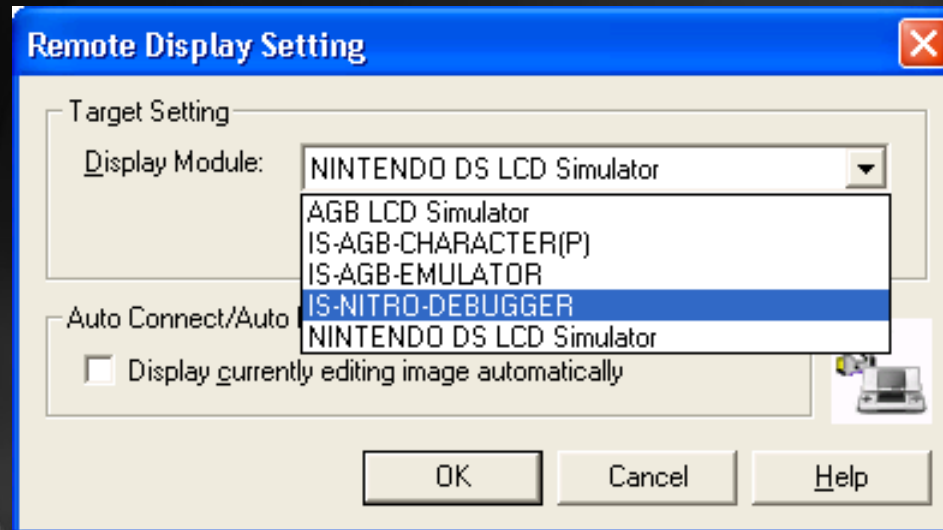 Remote Display Setting
Target Setting
Display Module:
NINTENDO DS LCD Simulator
AGB LCD Simulator
IS-AGB-CHARACTER(P)
IS-AGB-EMULATOR
IS-NITRO-DEBUGGER
NINTENDO DS LCD Simulator
Auto Connect/Auto
Display currently editing image automatically
OK
Cancel
Help